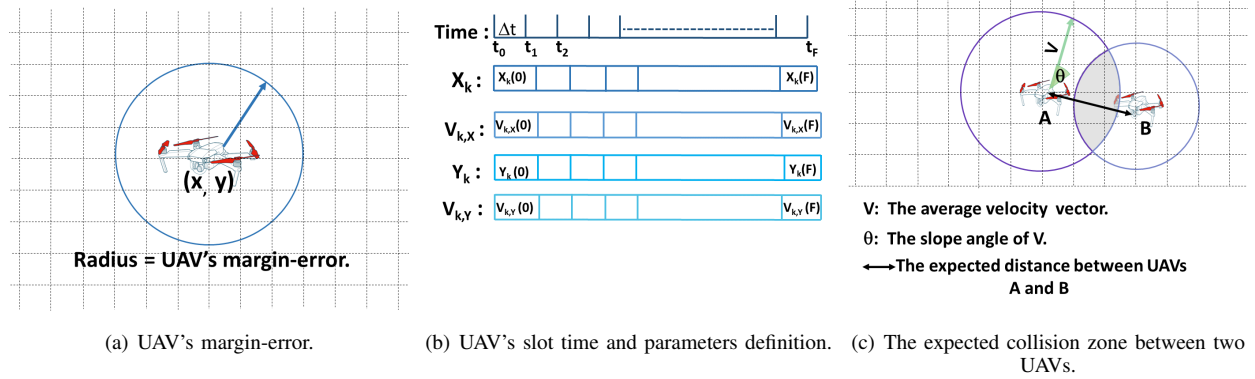 (x, y)
Radius = UAV's margin-error.
(a) UAV's margin-error.
Time: Δt
t0 t1 t2 tF
Xk : Xk(0) Xk(F)
Vk,X : Vk,X(0) Vk,X(F)
Yk : Yk(0) Yk(F)
Vk,Y : Vk,Y(0) Vk,Y(F)
(b) UAV's slot time and parameters definition.
V
θ
A
B
V: The average velocity vector.
θ: The slope angle of V.
The expected distance between UAVs
A and B
(c) The expected collision zone between two
UAVs.